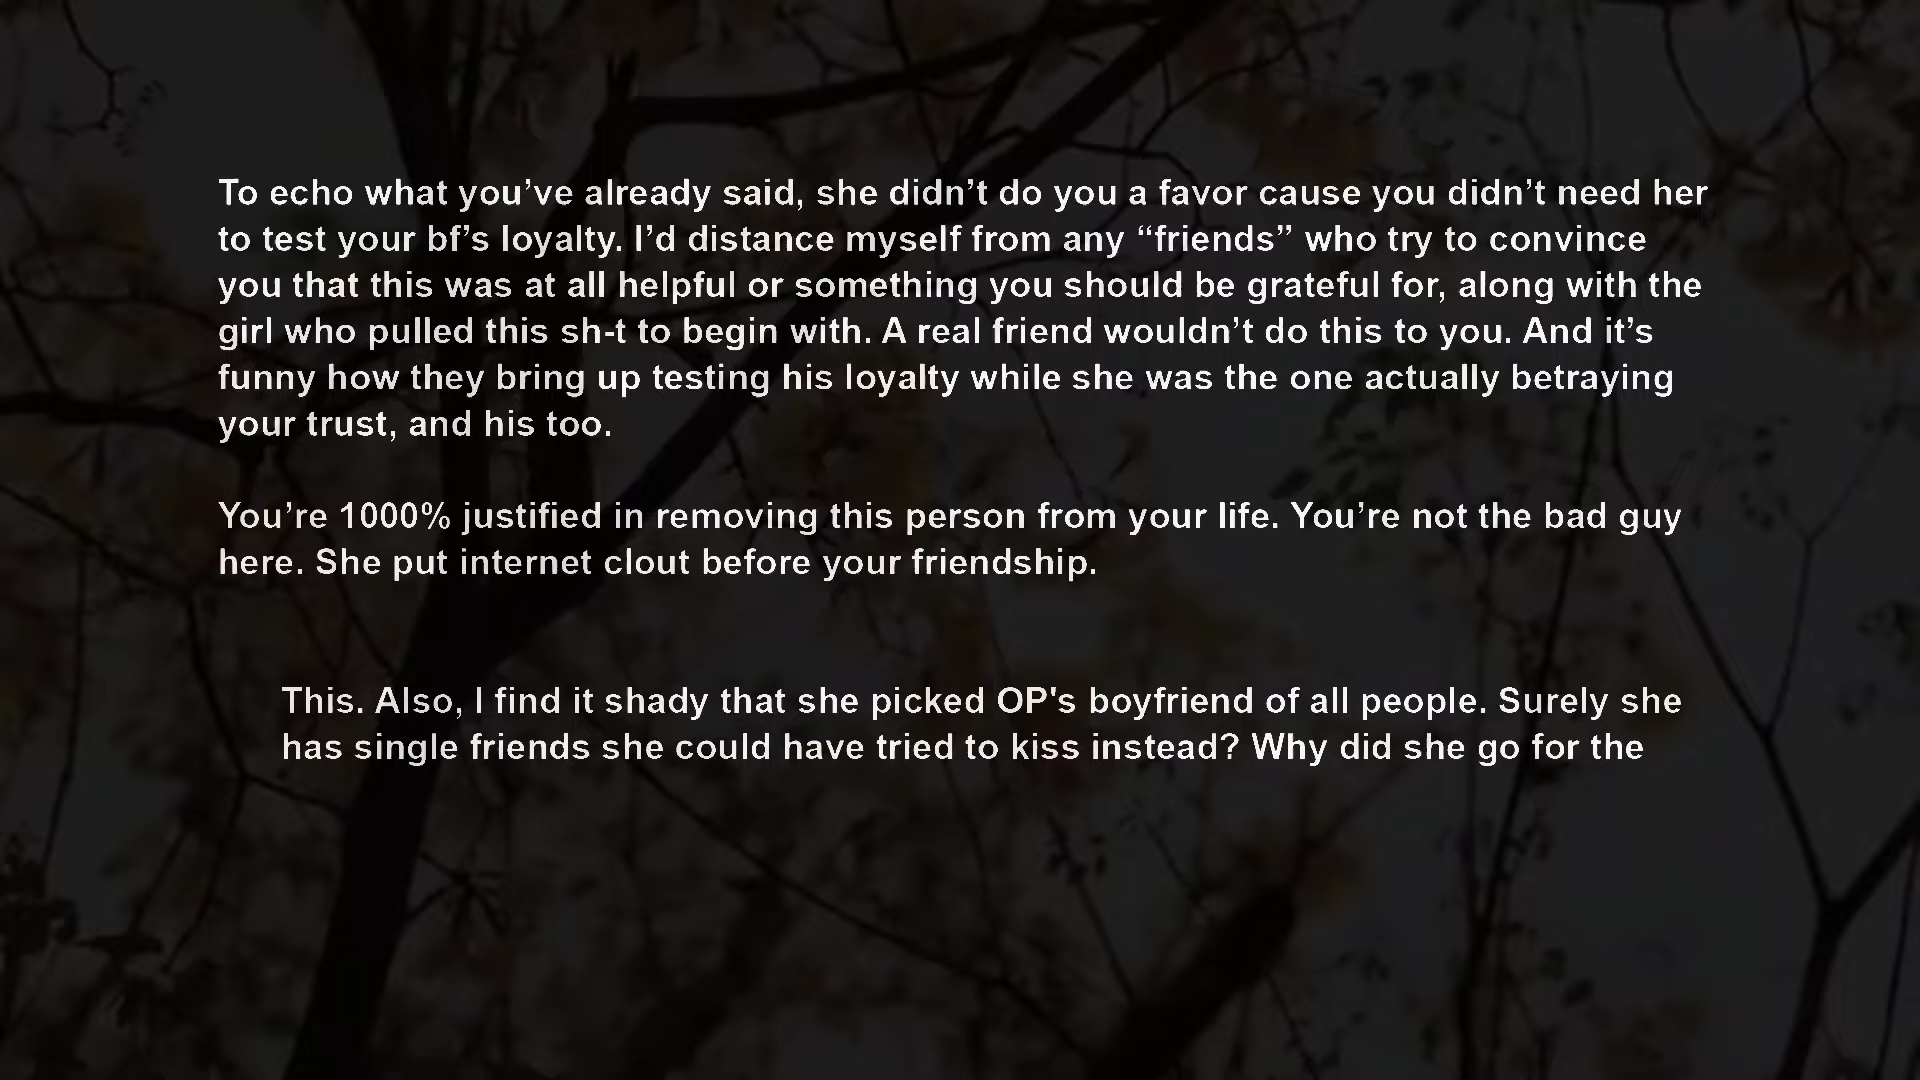 To echo what you’ve already said, she didn’t do you a favor cause you didn’t need her
to test your bf’s loyalty. I’d distance myself from any “friends” who try to convince
you that this was at all helpful or something you should be grateful for, along with the
girl who pulled this sh-t to begin with. A real friend wouldn’t do this to you. And it’s
funny how they bring up testing his loyalty while she was the one actually betraying
your trust, and his too.
You’re 1000% justified in removing this person from your life. You’re not the bad guy
here. She put internet clout before your friendship.
This. Also, I find it shady that she picked OP's boyfriend of all people. Surely she
has single friends she could have tried to kiss instead? Why did she go for the